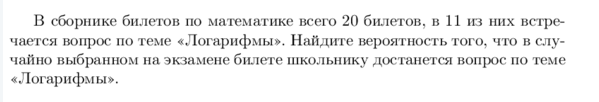 В сборнике билетов по математике всего 20 билетов, в 11 из них встре-
чается вопрос по теме «Логарифмы». Найдите вероятность того, что в слу-
чайно выбранном на экзамене билете школьнику достанется вопрос по теме
«Логарифмы».